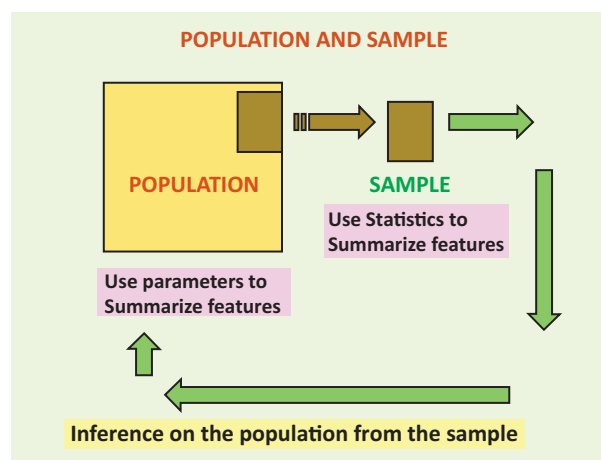 POPULATION AND SAMPLE
POPULATION
SAMPLE
Use Statistics to
Summarize features
Use parameters to
Summarize features
Inference on the population from the sample